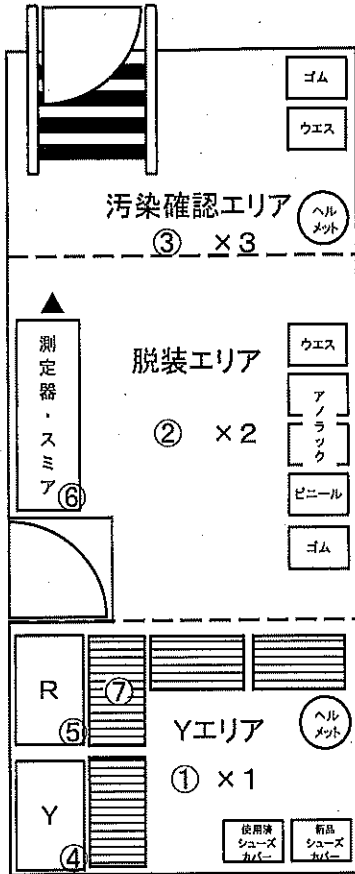 ゴム
ウエス
汚染確認エリア
ヘル
メット
③ ×3
脱装エリア
② ×2
測定器・スミア
⑥
ウエス
アノラック
ビニール
ゴム
R
⑤
⑦
Yエリア
ヘル
メット
① ×1
Y
④
使用済
シューズ
カバー
新品
シューズ
カバー